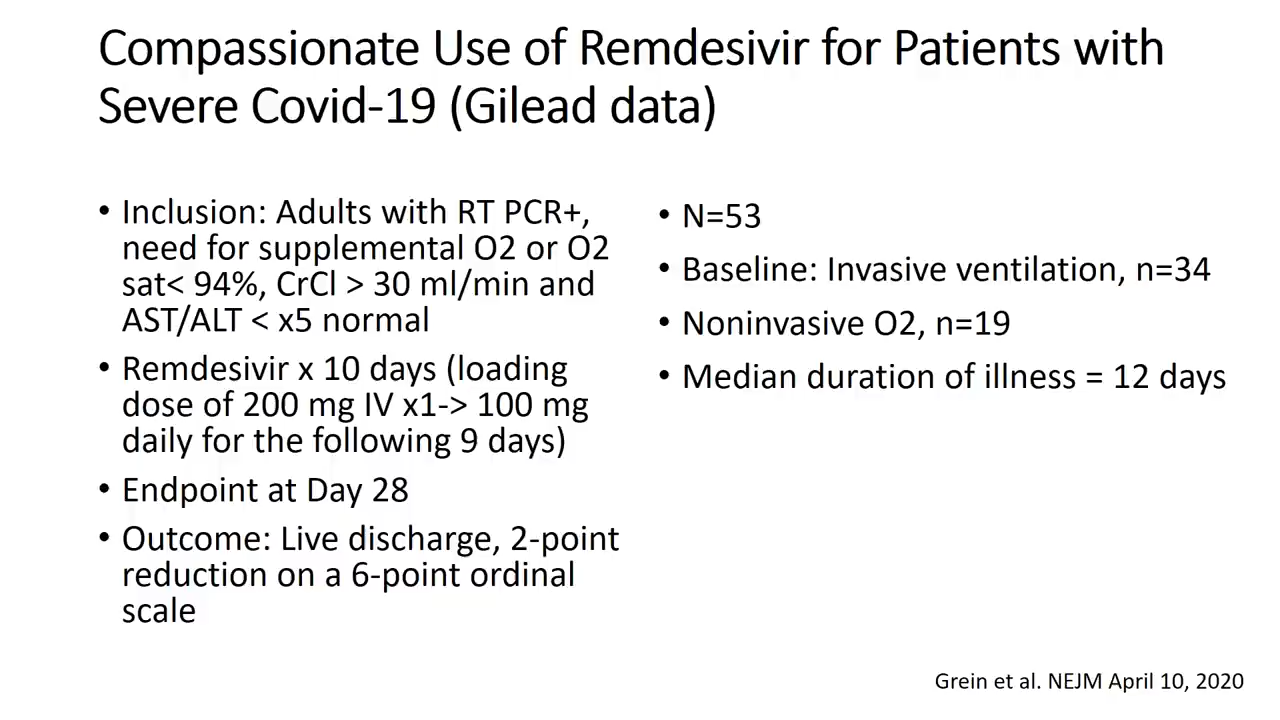 Compassionate Use of Remdesivir for Patients with
Severe Covid-19 (Gilead data)
• Inclusion: Adults with RT PCR+,
need for supplemental O2 or O2
sat< 94%, CrCl > 30 ml/min and
AST/ALT < x5 normal
• Remdesivir x 10 days (loading
dose of 200 mg IV x1-> 100 mg
daily for the following 9 days)
• Endpoint at Day 28
• Outcome: Live discharge, 2-point
reduction on a 6-point ordinal
scale
• N=53
• Baseline: Invasive ventilation, n=34
• Noninvasive O2, n=19
• Median duration of illness = 12 days
Grein et al. NEJM April 10, 2020